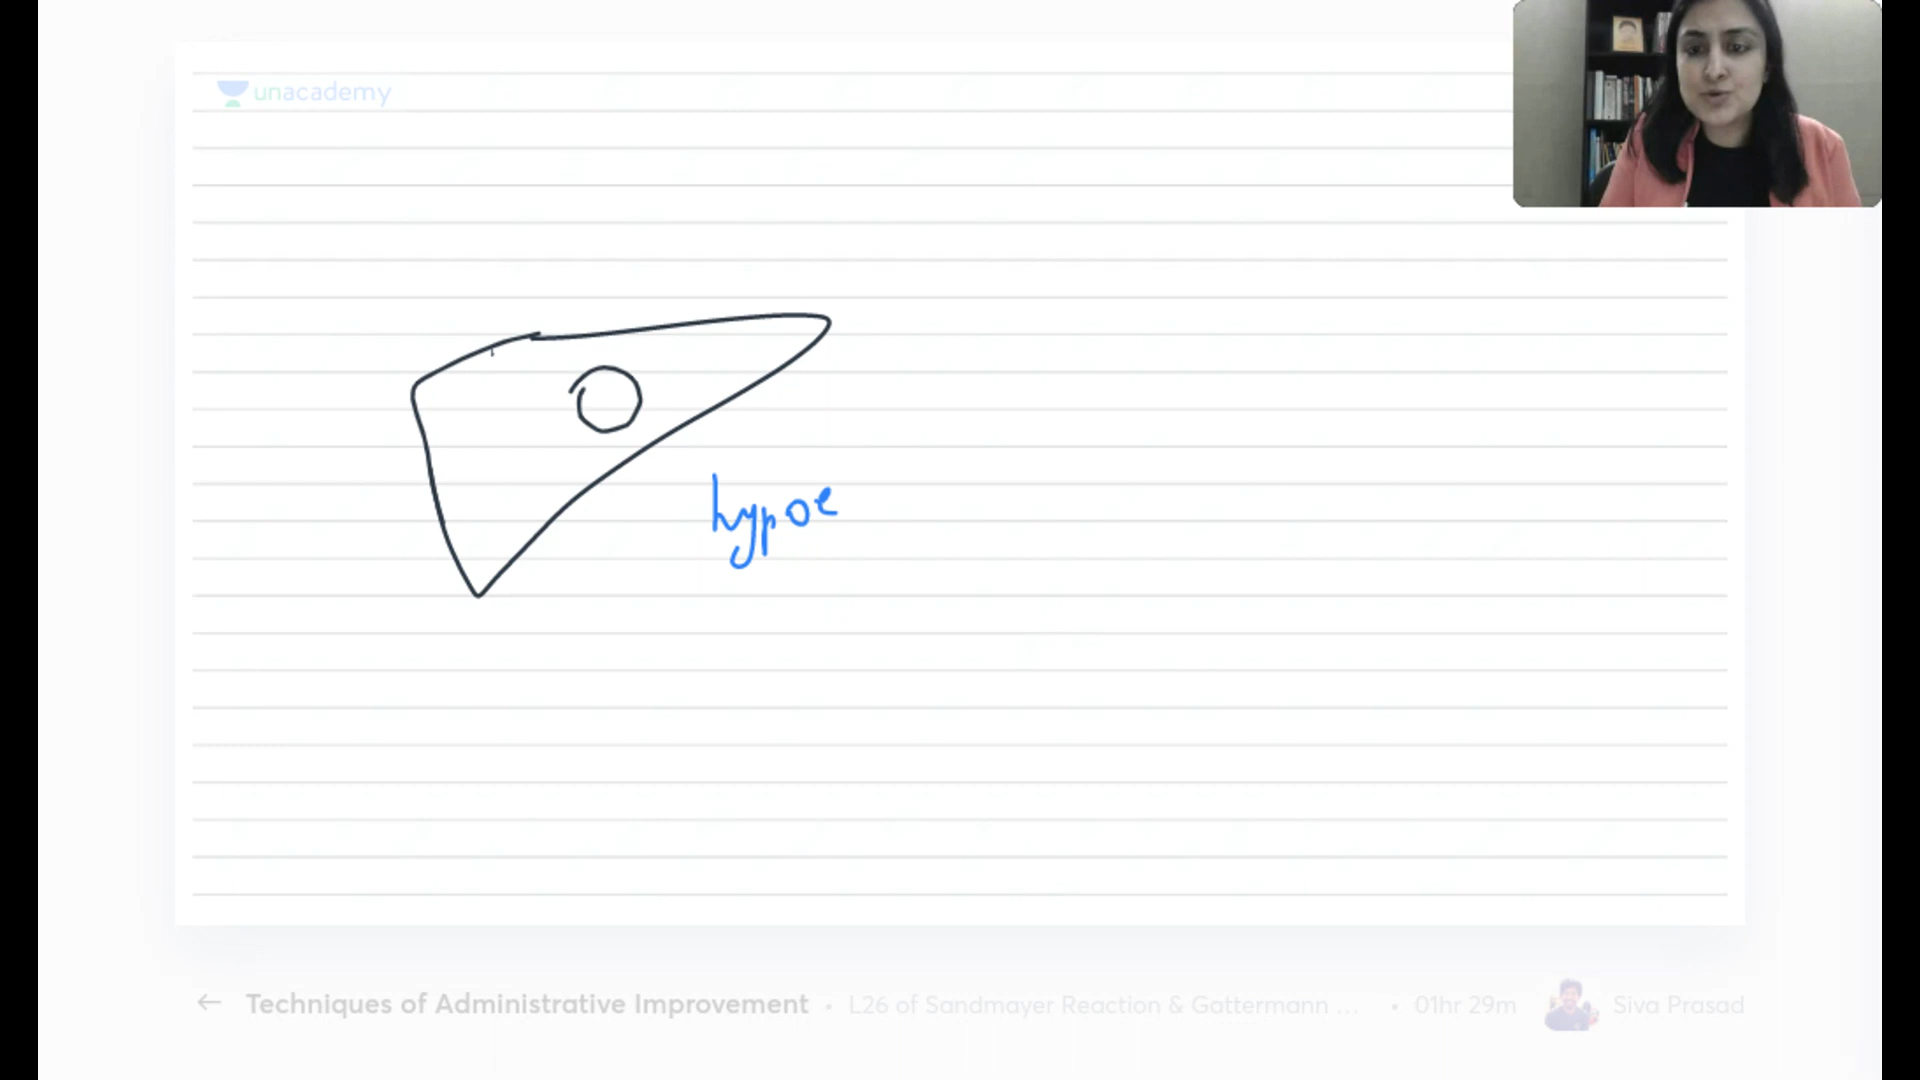 unacademy
hypoe
← Techniques of Administrative Improvement • L26 of Sandmayer Reaction & Gattermann ... • 01hr 29m Siva Prasad